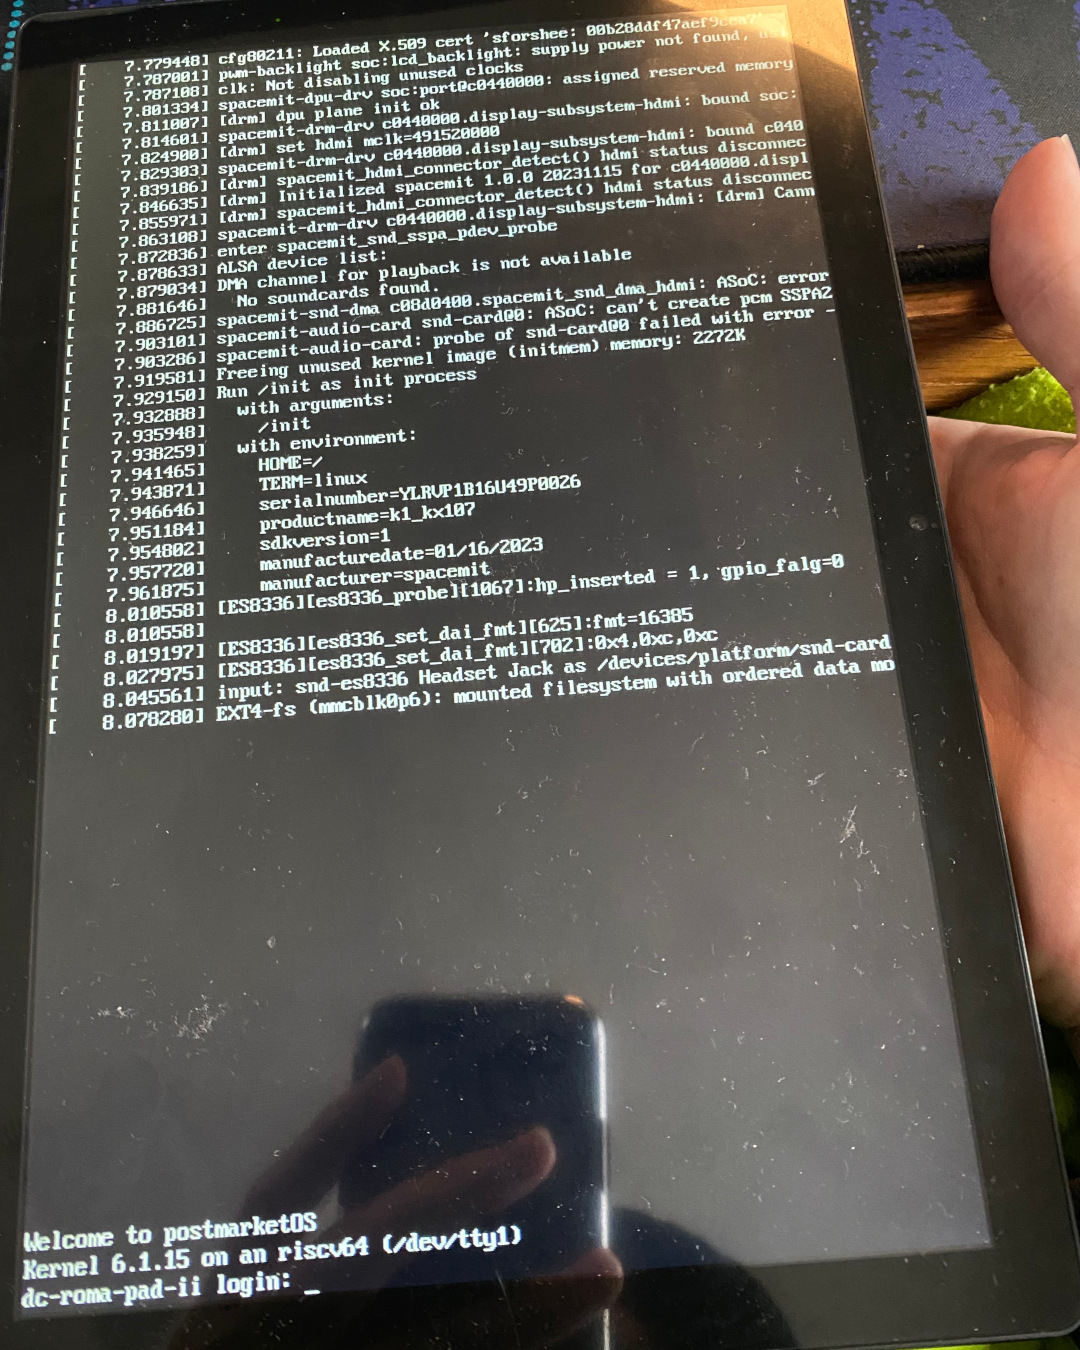 [ 7.779448] cfg80211: Loaded X.509 cert 'sforshee: 00b28ddf47aef9cea7'
[ 7.787001] pwm-backlight soc:lcd_backlight: supply power not found,
[ 7.787108] clk: Not disabling unused clocks
[ 7.801334] spacemit-dpu-drv soc:port@c0440000: assigned reserved memory
[ 7.811007] [drm] dpu plane init ok
[ 7.814601] spacemit-drm-drv c0440000.display-subsystem-hdmi: bound soc:
[ 7.824900] [drm] set hdmi mclk=491520000
[ 7.829303] spacemit-drm-drv c0440000.display-subsystem-hdmi: bound c040
[ 7.839186] [drm] spacemit_hdmi_connector_detect() hdmi status disconnec
[ 7.846635] [drm] Initialized spacemit 1.0.0 20231115 for c0440000.displ
[ 7.855971] [drm] spacemit_hdmi_connector_detect() hdmi status disconnec
[ 7.863108] spacemit-drm-drv c0440000.display-subsystem-hdmi: [drm] Cann
[ 7.872836] enter spacemit_snd_sspa_pdev_probe
[ 7.878633] ALSA device list:
[ 7.879034] DMA channel for playback is not available
[ 7.881646]   No soundcards found.
[ 7.886725] spacemit-snd-dma c08d0400.spacemit_snd_dma_hdmi: ASoC: error
[ 7.903101] spacemit-audio-card snd-card@0: ASoC: can't create pcm SSPA2
[ 7.903286] spacemit-audio-card: probe of snd-card@0 failed with error -
[ 7.919581] Freeing unused kernel image (initmem) memory: 2272K
[ 7.929150] Run /init as init process
[ 7.932888]   with arguments:
[ 7.935948]     /init
[ 7.938259]   with environment:
[ 7.941465]     HOME=/
[ 7.943871]     TERM=linux
[ 7.946646]     serialnumber=YLRVP1B16U49P0026
[ 7.951184]     productname=k1_kx107
[ 7.954802]     sdkversion=1
[ 7.957720]     manufacturedate=01/16/2023
[ 7.961875]     manufacturer=spacemit
[ 8.010558] [ES8336][es8336_probe][1067]:hp_inserted = 1, gpio_falg=0
[ 8.010558]
[ 8.019197] [ES8336][es8336_set_dai_fmt][625]:fmt=16385
[ 8.027975] [ES8336][es8336_set_dai_fmt][702]:0x4,0xc,0xc
[ 8.045561] input: snd-es8336 Headset Jack as /devices/platform/snd-card
[ 8.078280] EXT4-fs (mmcblk0p6): mounted filesystem with ordered data mo
Welcome to postmarketOS
Kernel 6.1.15 on an riscv64 (/dev/tty1)
dc-roma-pad-ii login: _